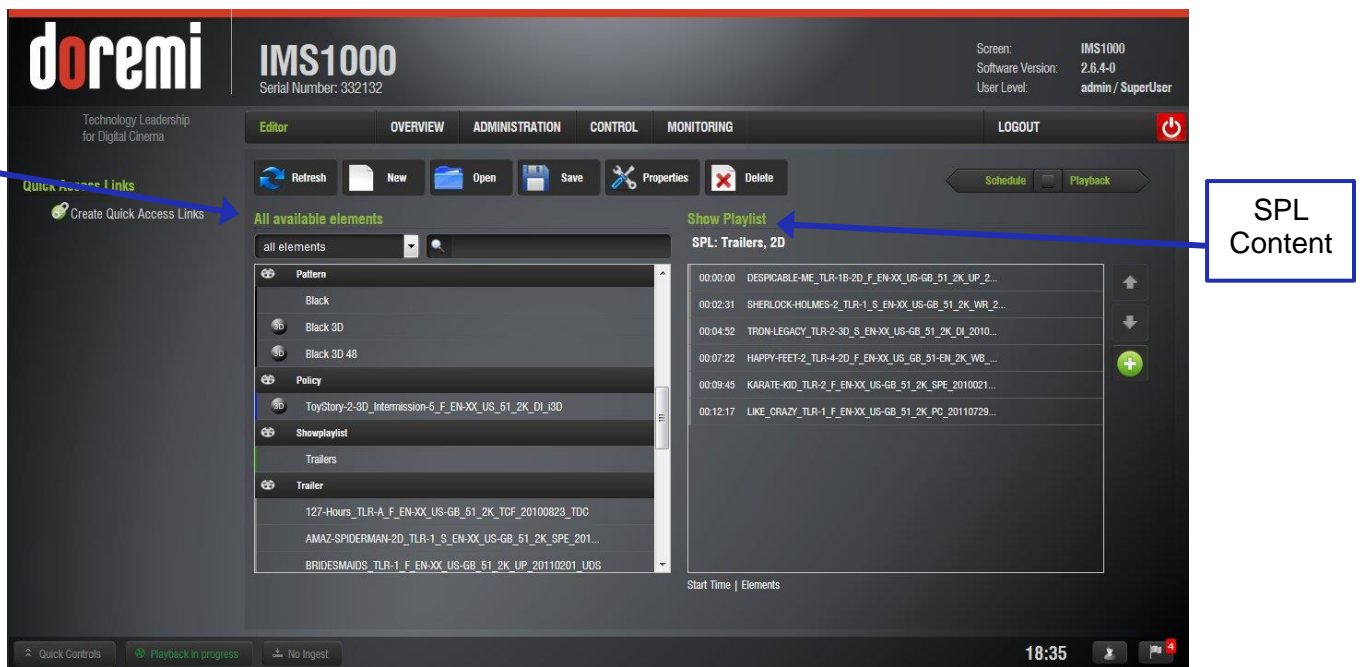 doremi
IMS1000
Serial Number: 332132
Screen: IMS1000
Software Version: 2.6.4-0
User Level: admin / SuperUser
Technology Leadership
for Digital Cinema
Editor OVERVIEW ADMINISTRATION CONTROL MONITORING LOGOUT
Quick Access Links
Create Quick Access Links
Refresh New Open Save Properties Delete
Schedule Playback
SPL
Content
All available elements
all elements
Pattern
Black
3D Black 3D
3D Black 3D 48
Policy
3D ToyStory-2-3D_Intermission-5_F_EN-XX_US_51_2K_DI_i3D
Showplaylist
Trailers
Trailer
127-Hours_TLR-A_F_EN-XX_US-GB_51_2K_TCF_20100823_TDC
AMAZ-SPIDERMAN-2D_TLR-1_S_EN-XX_US-GB_51_2K_SPE_201...
BRIDESMAIDS_TLR-1_F_EN-XX_US-GB_51_2K_UP_20110201_UDS
Show Playlist
SPL: Trailers, 2D
00:00:00 DESPICABLE-ME_TLR-1B-2D_F_EN-XX_US-GB_51_2K_UP_2...
00:02:31 SHERLOCK-HOLMES-2_TLR-1_S_EN-XX_US-GB_51_2K_WR_2...
00:04:52 TRON-LEGACY_TLR-2-3D_S_EN-XX_US-GB_51_2K_DI_2010...
00:07:22 HAPPY-FEET-2_TLR-4-2D_F_EN-XX_US_GB_51-EN_2K_WB_...
00:09:45 KARATE-KID_TLR-2_F_EN-XX_US-GB_51_2K_SPE_2010021...
00:12:17 LIKE_CRAZY_TLR-1_F_EN-XX_US-GB_51_2K_PC_20110729...
Start Time | Elements
Quick Controls Playback in progress No Ingest 18:35 4